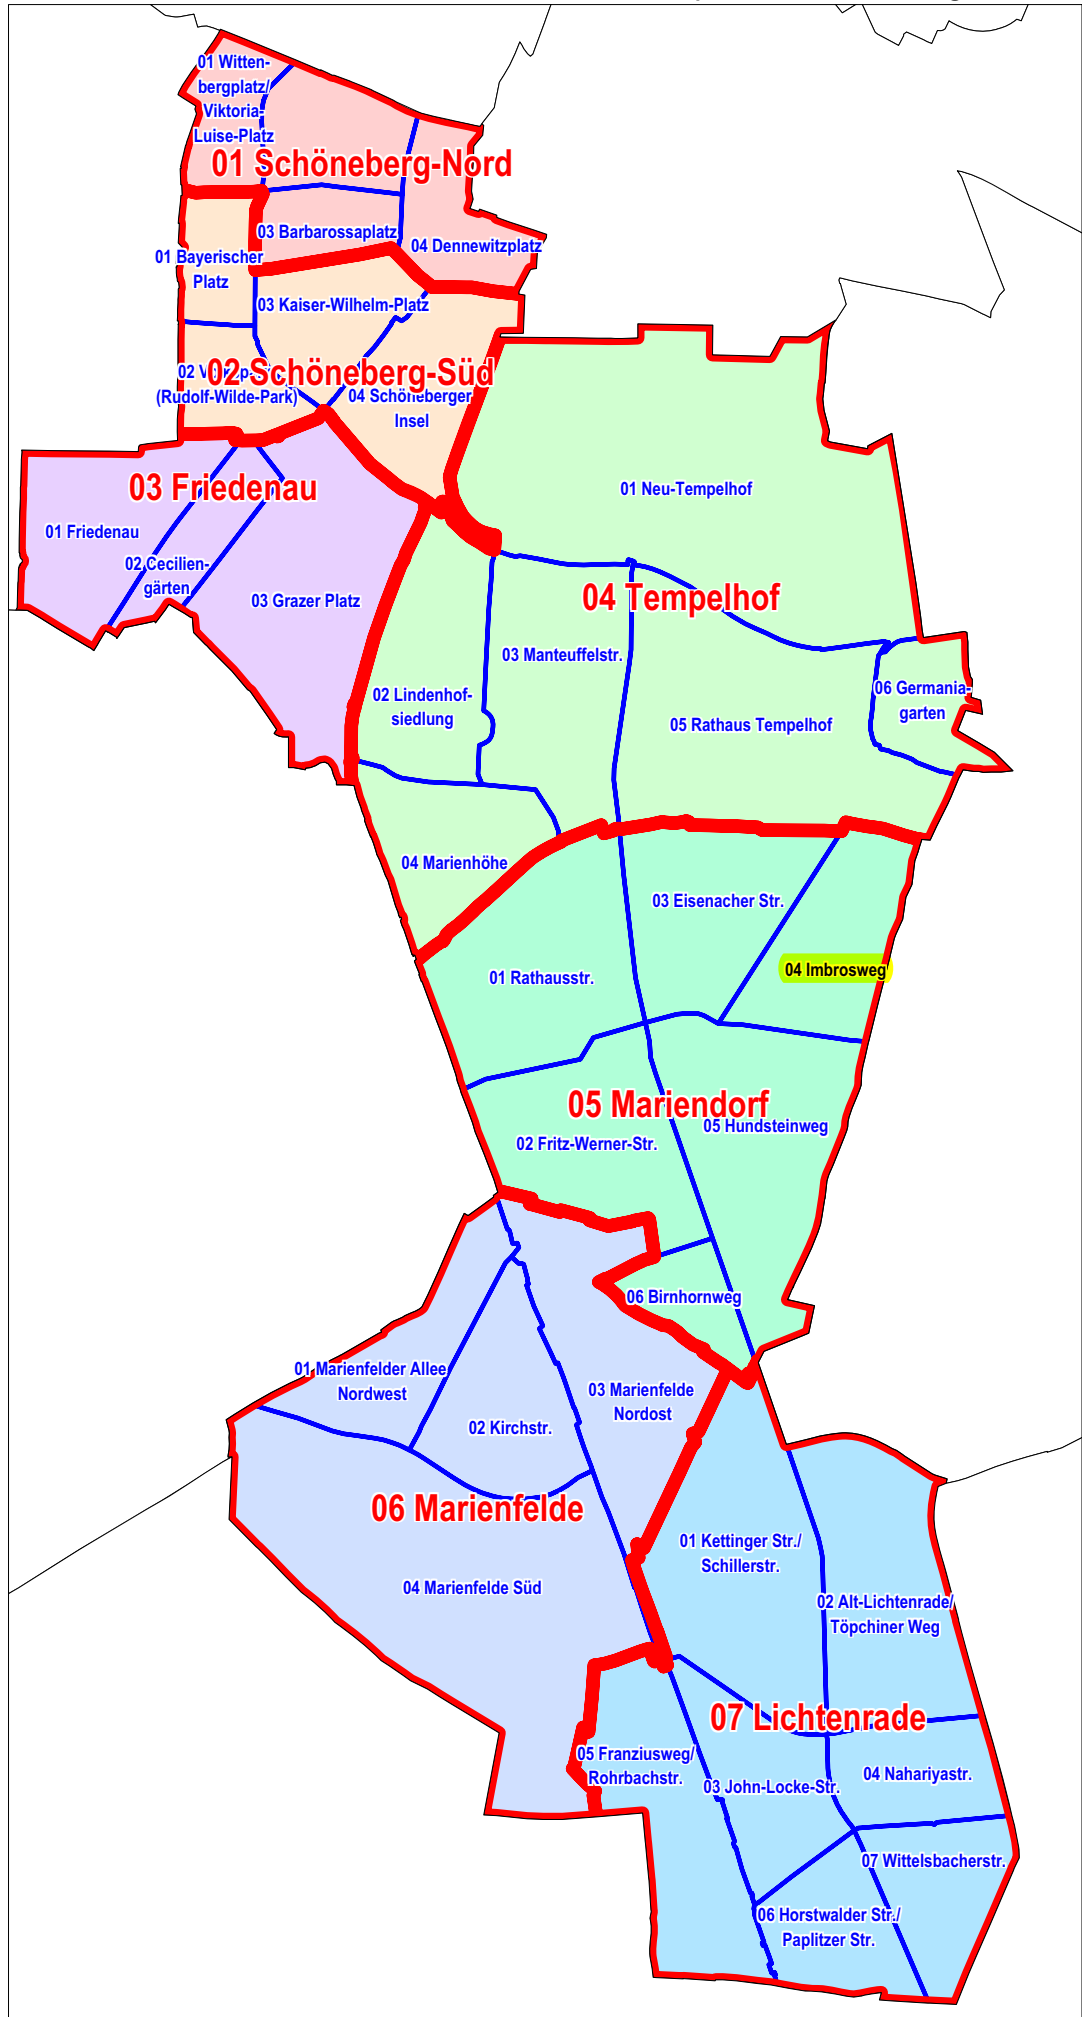 01 Witten-
bergplatz/
Viktoria-
Luise-Platz
01 Schöneberg-Nord
03 Barbarossaplatz
04 Dennewitzplatz
01 Bayerischer
Platz
03 Kaiser-Wilhelm-Platz
02 Schöneberg-Süd
02
(Rudolf-Wilde-Park)
04 Schöneberger
Insel
03 Friedenau
01 Neu-Tempelhof
01 Friedenau
02 Cecilien-
gärten
03 Grazer Platz
04 Tempelhof
03 Manteuffelstr.
02 Lindenhof-
siedlung
06 Germania-
garten
05 Rathaus Tempelhof
04 Marienhöhe
03 Eisenacher Str.
04 Imbrosweg
01 Rathausstr.
05 Mariendorf
05 Hundsteinweg
02 Fritz-Werner-Str.
06 Birnhornweg
01 Marienfelder Allee
Nordwest
03 Marienfelde
Nordost
02 Kirchstr.
06 Marienfelde
01 Kettinger Str./
Schillerstr.
04 Marienfelde Süd
02 Alt-Lichtenrade/
Töpchiner Weg
07 Lichtenrade
05 Franziusweg/
Rohrbachstr.
03 John-Locke-Str.
04 Nahariyastr.
07 Wittelsbacherstr.
06 Horstwalder Str./
Paplitzer Str.